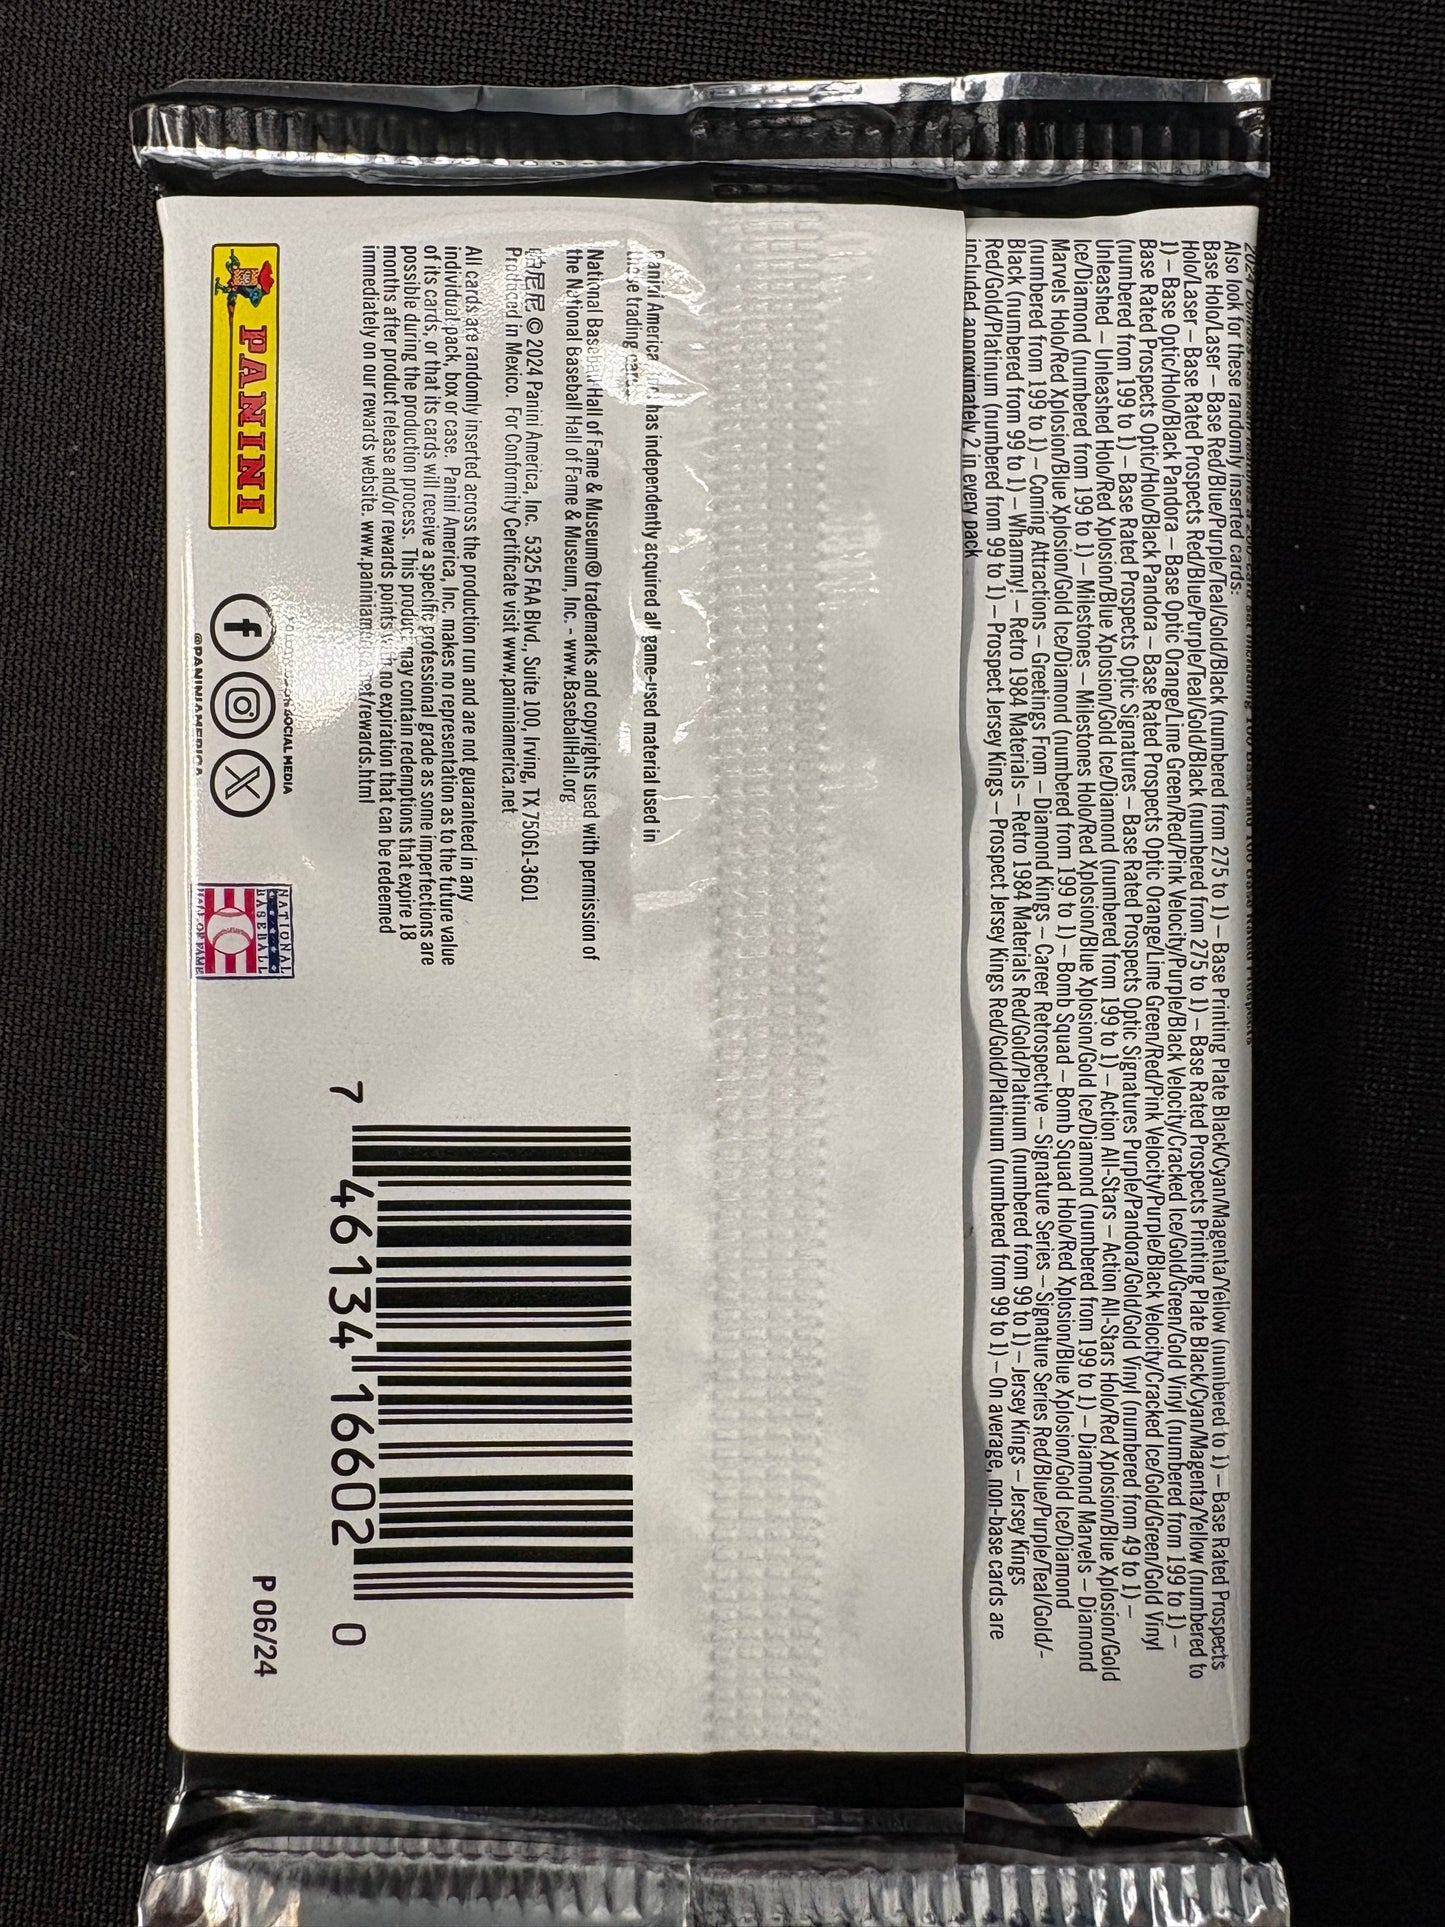 Also look for these randomly inserted cards:
Base Holo/Laser – Base Red/Blue/Purple/Teal/Gold/Black (numbered from 275 to 1) – Base Printing Plate Black/Cyan/Magenta/Yellow (numbered to 1) – Base Rated Prospects
Holo/Laser – Base Rated Prospects Red/Blue/Purple/Teal/Gold/Black (numbered from 275 to 1) – Base Rated Prospects Printing Plate Black/Cyan/Magenta/Yellow (numbered to
1) – Base Optic/Holo/Black Pandora – Base Optic Orange/Lime Green/Red/Pink Velocity/Purple/Black Velocity/Cracked Ice/Gold/Green/Gold Vinyl (numbered from 199 to 1) –
Base Rated Prospects Optic/Holo/Black Pandora – Base Rated Prospects Optic Orange/Lime Green/Red/Pink Velocity/Purple/Black Velocity/Cracked Ice/Gold/Green/Gold Vinyl
(numbered from 199 to 1) – Base Rated Prospects Optic Signatures – Base Rated Prospects Optic Signatures Purple/Pandora/Gold/Gold Vinyl (numbered from 49 to 1) –
Unleashed – Unleashed Holo/Red Xplosion/Blue Xplosion/Gold Ice/Diamond (numbered from 199 to 1) – Action All-Stars – Action All-Stars Holo/Red Xplosion/Blue Xplosion/Gold
Ice/Diamond (numbered from 199 to 1) – Milestones – Milestones Holo/Red Xplosion/Blue Xplosion/Gold Ice/Diamond (numbered from 199 to 1) – Diamond Marvels – Diamond
Marvels Holo/Red Xplosion/Blue Xplosion/Gold Ice/Diamond (numbered from 199 to 1) – Bomb Squad – Bomb Squad Holo/Red Xplosion/Blue Xplosion/Gold Ice/Diamond
(numbered from 199 to 1) – Coming Attractions – Greetings From – Diamond Kings – Career Retrospective – Signature Series – Signature Series Red/Blue/Purple/Teal/Gold/-
Black (numbered from 99 to 1) – Whammy! – Retro 1984 Materials – Retro 1984 Materials Red/Gold/Platinum (numbered from 99 to 1) – Jersey Kings – Jersey Kings
Red/Gold/Platinum (numbered from 99 to 1) – Prospect Jersey Kings – Prospect Jersey Kings Red/Gold/Platinum (numbered from 99 to 1) – On average, non-base cards are
included approximately 2 in every pack
Panini America, has independently acquired all game-used material used in
these trading cards.
National Baseball Hall of Fame & Museum® trademarks and copyrights used with permission of
the National Baseball Hall of Fame & Museum, Inc. - www.BaseballHall.org
尼尼 © 2024 Panini America, Inc. 5325 FAA Blvd., Suite 100, Irving, TX 75061-3601
Produced in Mexico. For Conformity Certificate visit www.paniniamerica.net
All cards are randomly inserted across the production run and are not guaranteed in any
individual pack, box or case. Panini America, Inc. makes no representation as to the future value
of its cards, or that its cards will receive a specific professional grade as some imperfections are
possible during the production process. This product may contain redemptions that expire 18
months after product release and/or rewards points with no expiration that can be redeemed
immediately on our rewards website. www.paniniamerica.net/rewards.html
PANINI
SOCIAL MEDIA
@PANINIAMERICA
NATIONAL
BASEBALL
HALL OF FAME
7 46134 16602 0
P 06/24